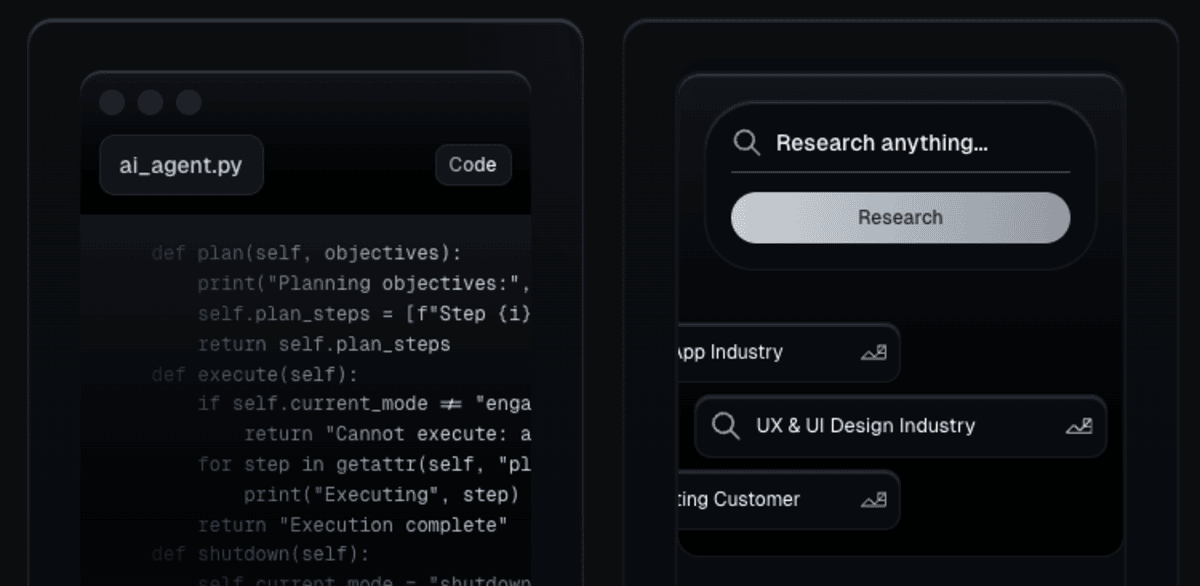 ai_agent.py
Code
def plan(self, objectives):
print("Planning objectives:",
self.plan_steps = [f"Step {i}
return self.plan_steps
def execute(self):
if self.current_mode != "enga
return "Cannot execute: a
for step in getattr(self, "pl
print("Executing", step)
return "Execution complete"
def shutdown(self):
self.current_mode = "shutdown
Research anything...
Research
App Industry
UX & UI Design Industry
ting Customer